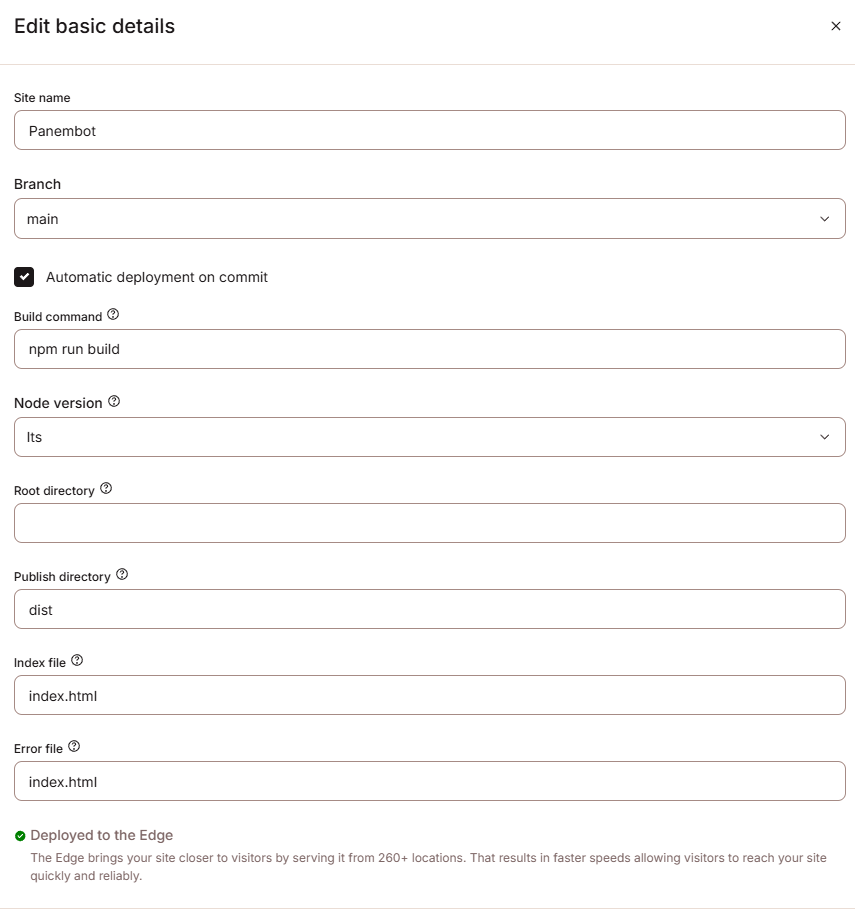 Edit basic details
Site name
Panembot
Branch
main
Automatic deployment on commit
Build command
npm run build
Node version
lts
Root directory
Publish directory
dist
Index file
index.html
Error file
index.html
Deployed to the Edge
The Edge brings your site closer to visitors by serving it from 260+ locations. That results in faster speeds allowing visitors to reach your site
quickly and reliably.